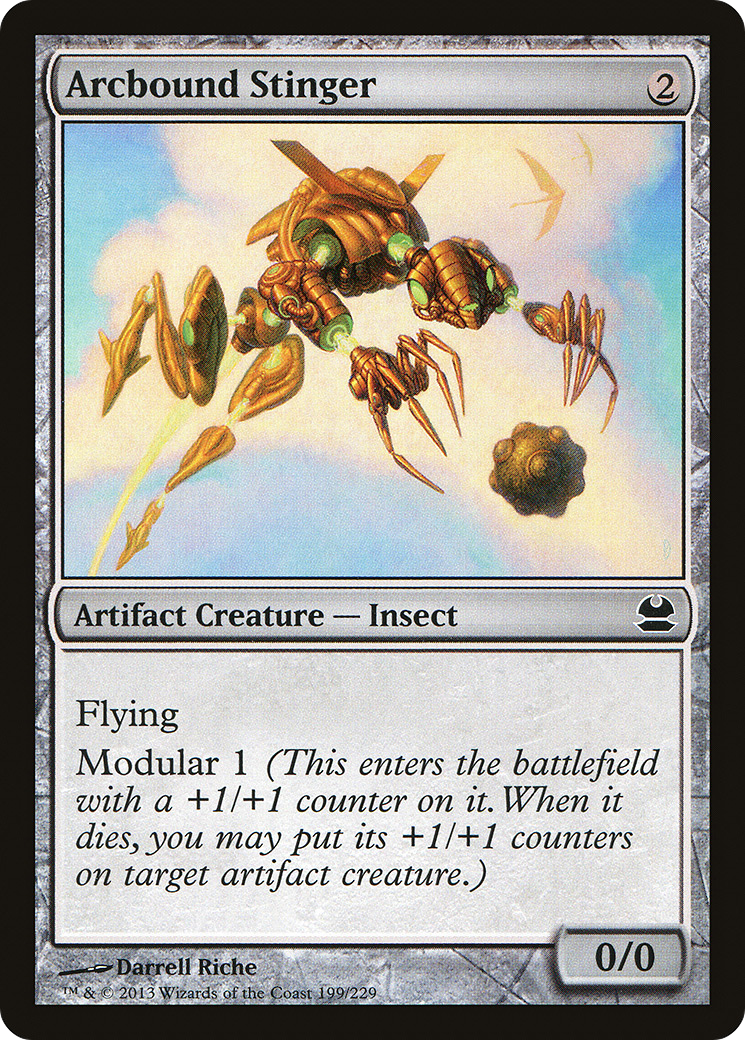 Arcbound Stinger 2
Artifact Creature — Insect
Flying
Modular 1 (This enters the battlefield
with a +1/+1 counter on it. When it
dies, you may put its +1/+1 counters
on target artifact creature.)
0/0
Darrell Riche
™ & © 2013 Wizards of the Coast 199/229